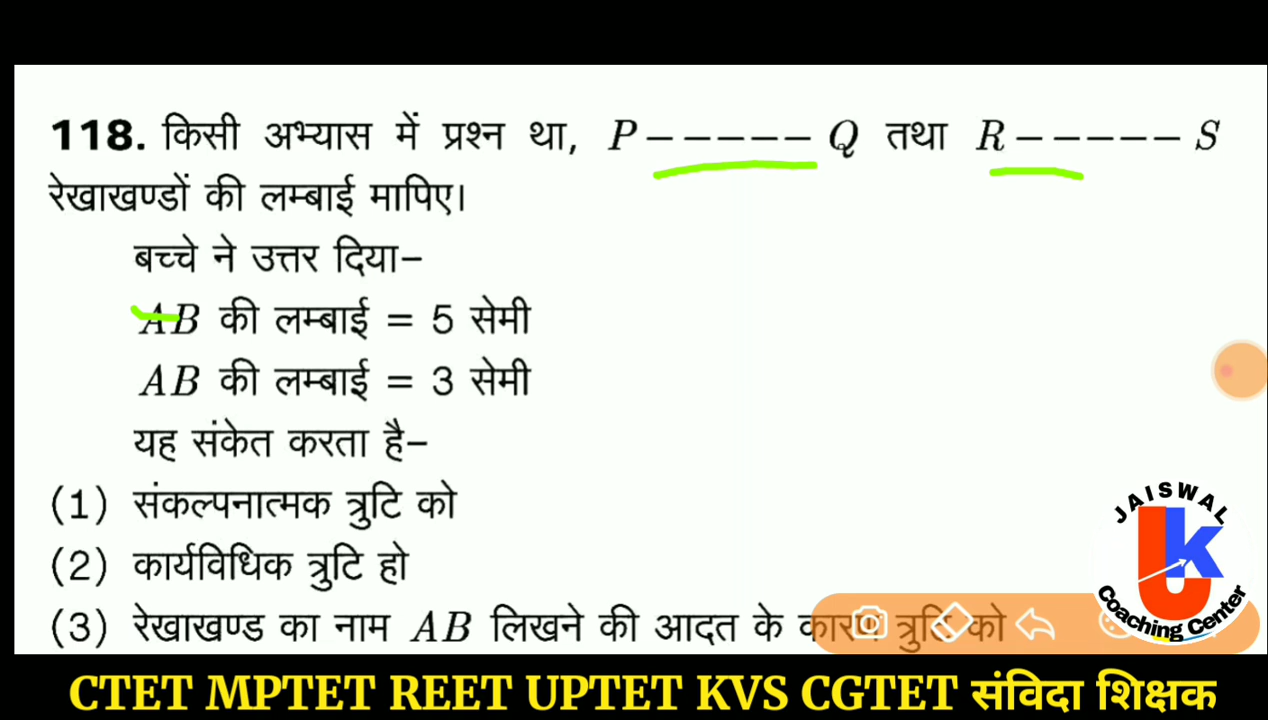 118. किसी अभ्यास में प्रश्न था, P−−−−−Q तथा R−−−−−S
रेखाखण्डों की लम्बाई मापिए।
बच्चे ने उत्तर दिया−
AB की लम्बाई = 5 सेमी
AB की लम्बाई = 3 सेमी
यह संकेत करता है−
(1) संकल्पनात्मक त्रुटि को
(2) कार्यविधिक त्रुटि हो
(3) रेखाखण्ड का नाम AB लिखने की आदत के कारण त्रुटि को
JAISWAL
UK
Coaching Center
CTET MPTET REET UPTET KVS CGTET संविदा शिक्षक